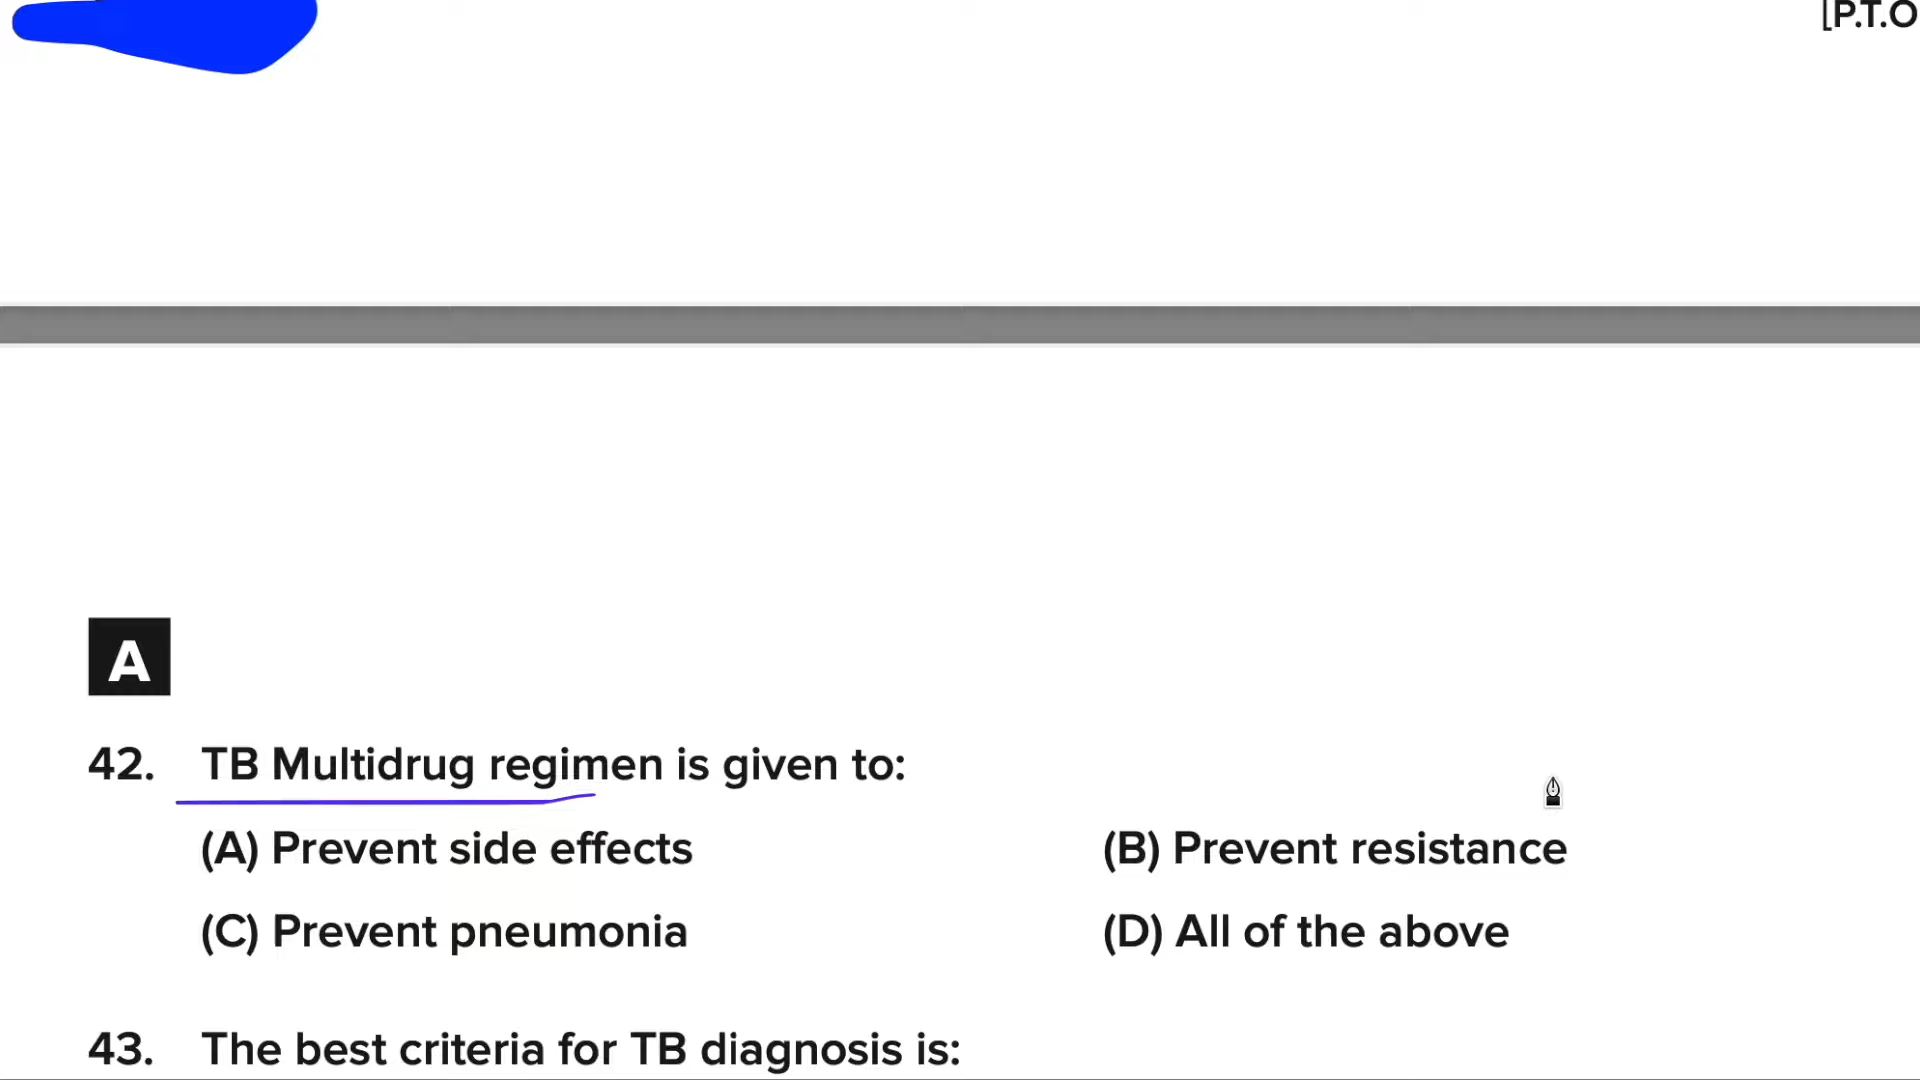 [P.T.O
A
42. TB Multidrug regimen is given to:
(A) Prevent side effects (B) Prevent resistance
(C) Prevent pneumonia (D) All of the above
43. The best criteria for TB diagnosis is: